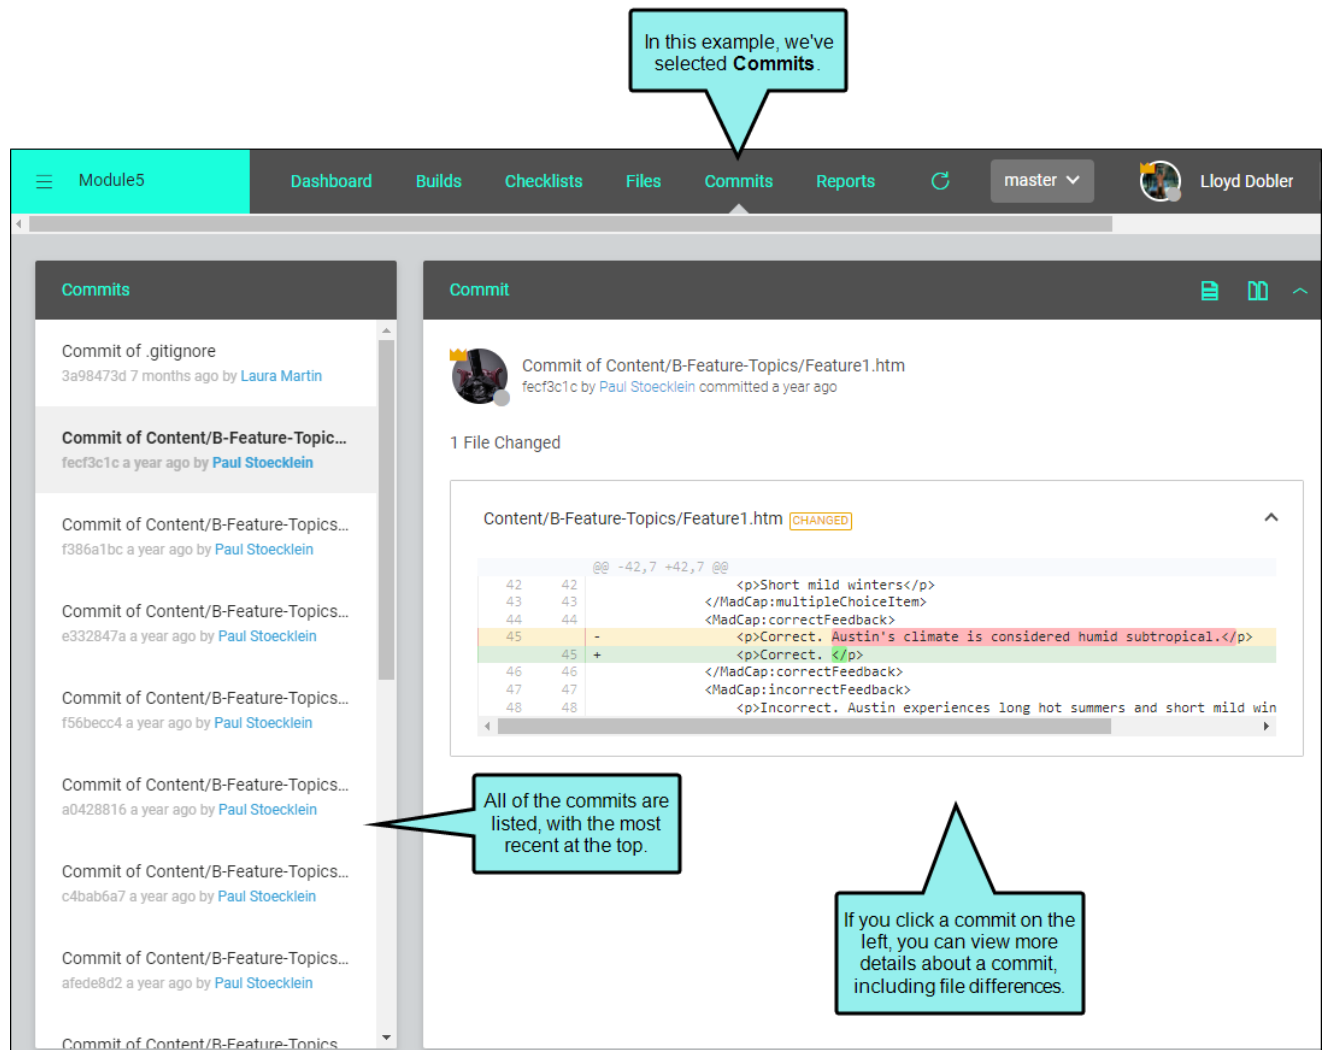 In this example, we've
selected Commits.
Module5
Dashboard
Builds
Checklists
Files
Commits
Reports
master
Lloyd Dobler
Commits
Commit of .gitignore
3a98473d 7 months ago by Laura Martin
Commit of Content/B-Feature-Topic...
fecf3c1c a year ago by Paul Stoecklein
Commit of Content/B-Feature-Topics...
f386a1bc a year ago by Paul Stoecklein
Commit of Content/B-Feature-Topics...
e332847a a year ago by Paul Stoecklein
Commit of Content/B-Feature-Topics...
f56becc4 a year ago by Paul Stoecklein
Commit of Content/B-Feature-Topics...
a0428816 a year ago by Paul Stoecklein
Commit of Content/B-Feature-Topics...
c4bab6a7 a year ago by Paul Stoecklein
Commit of Content/B-Feature-Topics...
afede8d2 a year ago by Paul Stoecklein
Commit of Content/B-Feature-Topics
Commit
Commit of Content/B-Feature-Topics/Feature1.htm
fecf3c1c by Paul Stoecklein committed a year ago
1 File Changed
Content/B-Feature-Topics/Feature1.htm CHANGED
@@ -42,7 +42,7 @@
42 42 <p>Short mild winters</p>
43 43 </MadCap:multipleChoiceItem>
44 44 <MadCap:correctFeedback>
45 - <p>Correct. Austin's climate is considered humid subtropical.</p>
45 + <p>Correct. </p>
46 46 </MadCap:correctFeedback>
47 47 <MadCap:incorrectFeedback>
48 48 <p>Incorrect. Austin experiences long hot summers and short mild win
All of the commits are
listed, with the most
recent at the top.
If you click a commit on the
left, you can view more
details about a commit,
including file differences.